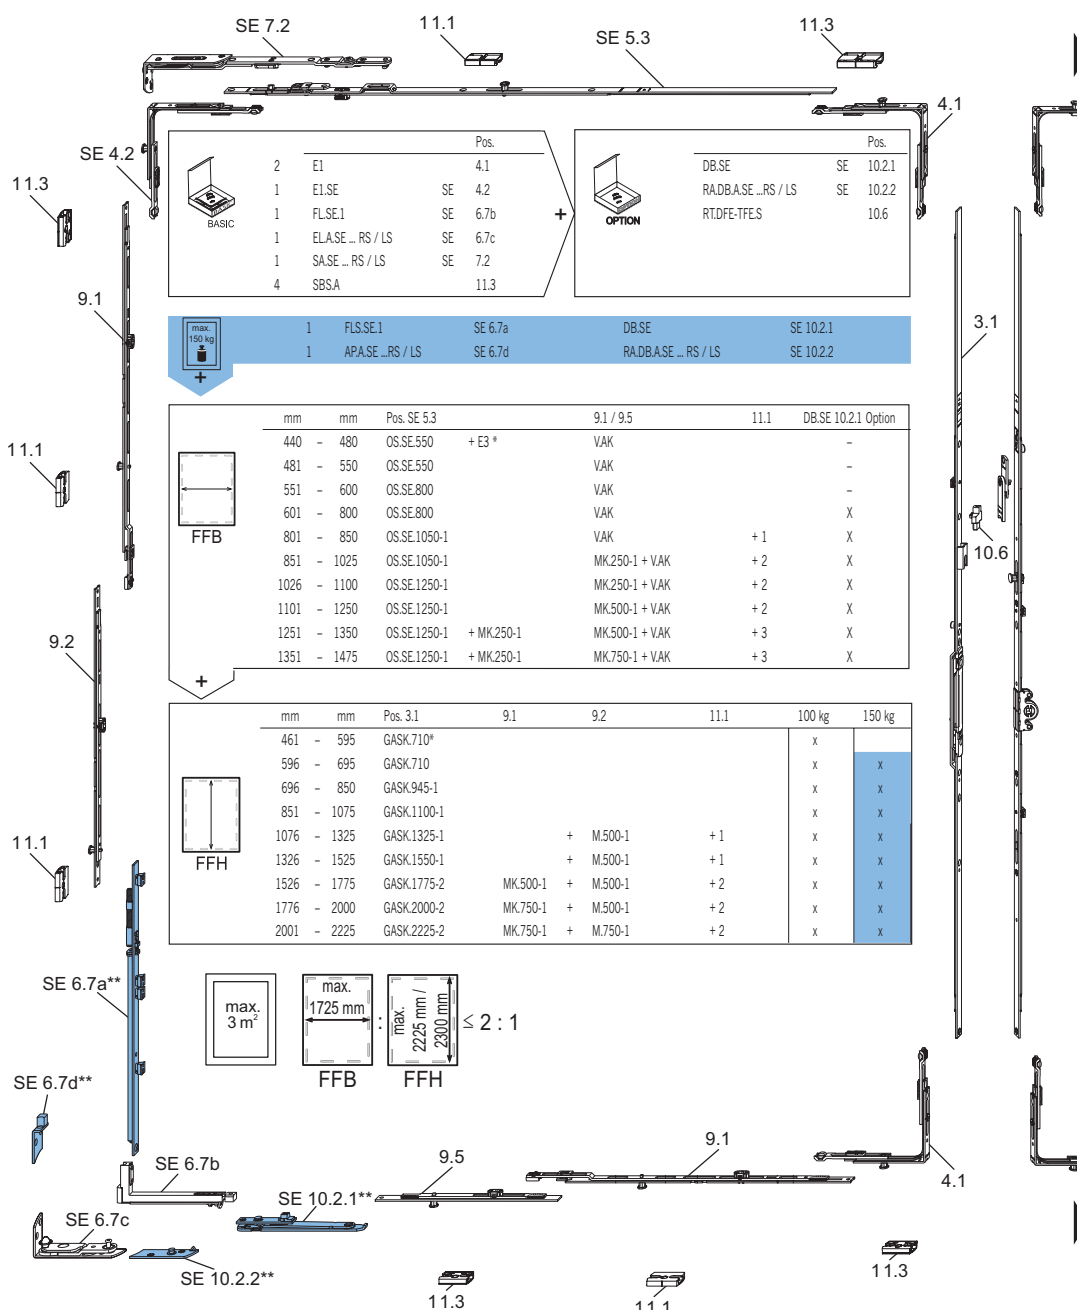 SE 7.2
11.1
SE 5.3
11.3
4.1
SE 4.2
11.3
BASIC
Pos.
2 E1 4.1
1 E1.SE SE 4.2
1 FL.SE.1 SE 6.7b
1 EL.A.SE ... RS / LS SE 6.7c
1 SA.SE ... RS / LS SE 7.2
4 SBS.A 11.3
+
OPTION
Pos.
DB.SE SE 10.2.1
RA.DB.A.SE ...RS / LS SE 10.2.2
RT.DFE-TFE.S 10.6
9.1
3.1
max.
150 kg
1 FLS.SE.1 SE 6.7a DB.SE SE 10.2.1
1 AP.A.SE ...RS / LS SE 6.7d RA.DB.A.SE ... RS / LS SE 10.2.2
+
mm mm Pos. SE 5.3 9.1 / 9.5 11.1 DB.SE 10.2.1 Option
440 – 480 OS.SE.550 + E3 * V.AK –
481 – 550 OS.SE.550 V.AK –
551 – 600 OS.SE.800 V.AK –
601 – 800 OS.SE.800 V.AK X
801 – 850 OS.SE.1050-1 V.AK + 1 X
851 – 1025 OS.SE.1050-1 MK.250-1 + V.AK + 2 X
1026 – 1100 OS.SE.1250-1 MK.250-1 + V.AK + 2 X
1101 – 1250 OS.SE.1250-1 MK.500-1 + V.AK + 2 X
1251 – 1350 OS.SE.1250-1 + MK.250-1 MK.500-1 + V.AK + 3 X
1351 – 1475 OS.SE.1250-1 + MK.250-1 MK.750-1 + V.AK + 3 X
FFB
11.1
10.6
9.2
+
mm mm Pos. 3.1 9.1 9.2 11.1 100 kg 150 kg
461 – 595 GASK.710* x
596 – 695 GASK.710 x x
696 – 850 GASK.945-1 x x
851 – 1075 GASK.1100-1 x x
1076 – 1325 GASK.1325-1 + M.500-1 + 1 x x
1326 – 1525 GASK.1550-1 + M.500-1 + 1 x x
1526 – 1775 GASK.1775-2 MK.500-1 + M.500-1 + 2 x x
1776 – 2000 GASK.2000-2 MK.750-1 + M.500-1 + 2 x x
2001 – 2225 GASK.2225-2 MK.750-1 + M.750-1 + 2 x x
FFH
11.1
SE 6.7a**
max.
3 m²
max.
1725 mm
FFB
:
max.
2225 mm /
2300 mm
FFH
≤ 2 : 1
SE 6.7d**
SE 6.7b
9.5
9.1
4.1
SE 10.2.1**
SE 6.7c
SE 10.2.2**
11.3
11.1
11.3